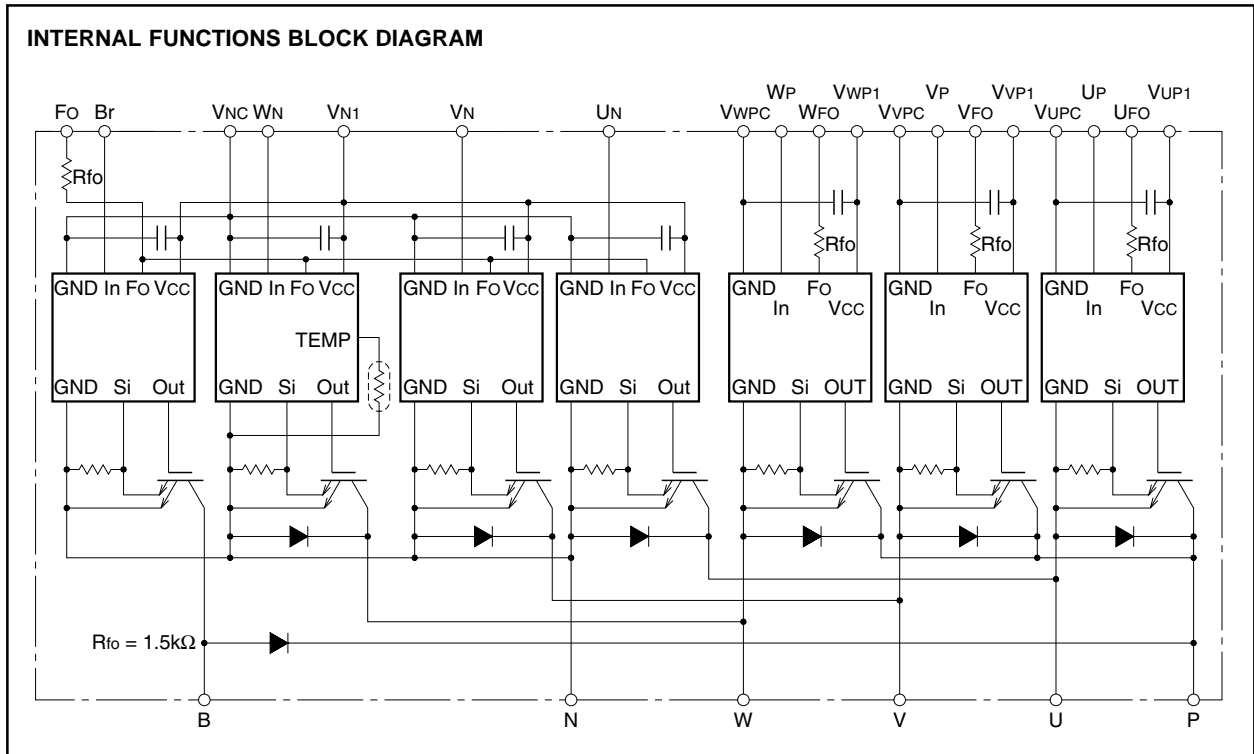 INTERNAL FUNCTIONS BLOCK DIAGRAM
WP VWP1 VP VVP1 UP VUP1
FO Br VNC WN VN1 VN UN VWPC WFO VVPC VFO VUPC UFO
Rfo
Rfo Rfo Rfo
GND In FO VCC GND In FO VCC GND In FO VCC GND In FO VCC GND FO GND FO GND FO
In VCC In VCC In VCC
TEMP
GND Si Out GND Si Out GND Si Out GND Si Out GND Si OUT GND Si OUT GND Si OUT
Rfo = 1.5kΩ
B N W V U P